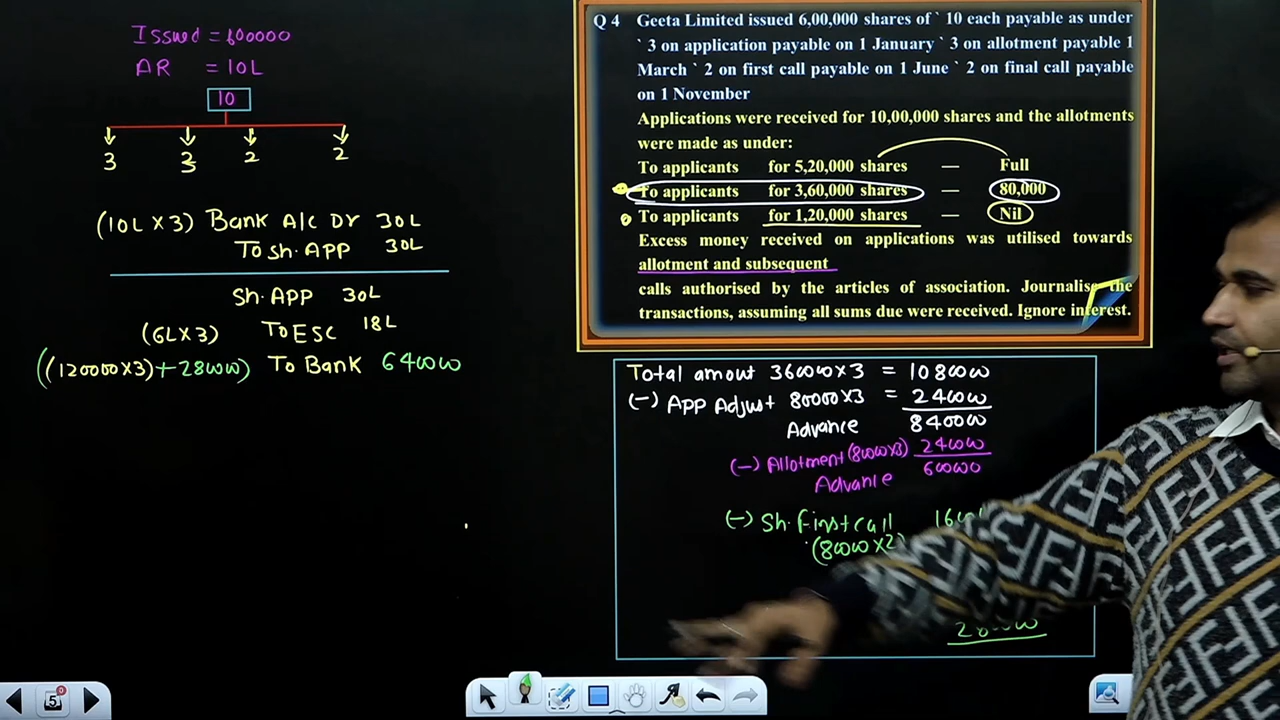 Issued = 600000
AR = 10L
10
3 3 2 2
(10L X 3) Bank A/c Dr 30L
To Sh. App 30L
Sh. App 30L
(6L X 3) To ESC 18L
((120000 X 3) + 280000) To Bank 640000
Q 4 Geeta Limited issued 6,00,000 shares of ` 10 each payable as under
` 3 on application payable on 1 January ` 3 on allotment payable 1
March ` 2 on first call payable on 1 June ` 2 on final call payable
on 1 November
Applications were received for 10,00,000 shares and the allotments
were made as under:
To applicants for 5,20,000 shares — Full
To applicants for 3,60,000 shares — 80,000
To applicants for 1,20,000 shares — Nil
Excess money received on applications was utilised towards
allotment and subsequent
calls authorised by the articles of association. Journalise the
transactions, assuming all sums due were received. Ignore interest.
Total amout 360000 X 3 = 1080000
(-) App Adjust 80000 X 3 = 240000
Advance 840000
(-) Allotment (80000 X 3) 240000
Advance 600000
(-) Sh. First call
(80000 X 2)
280000
5
0